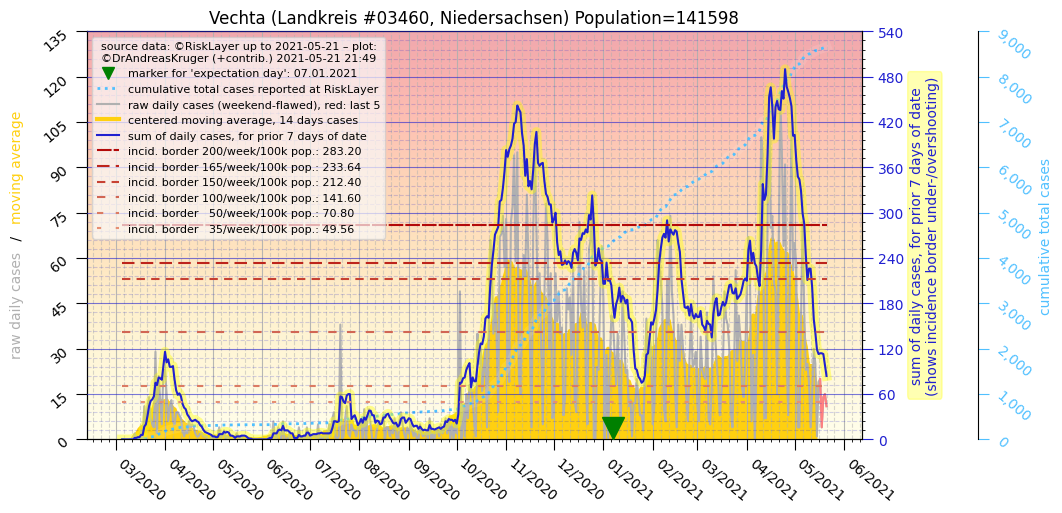 Vechta (Landkreis #03460, Niedersachsen) Population=141598
source data: ©RiskLayer up to 2021-05-21 – plot:
©DrAndreasKruger (+contrib.) 2021-05-21 21:49
marker for 'expectation day': 07.01.2021
cumulative total cases reported at RiskLayer
raw daily cases (weekend-flawed), red: last 5
centered moving average, 14 days cases
sum of daily cases, for prior 7 days of date
incid. border 200/week/100k pop.: 283.20
incid. border 165/week/100k pop.: 233.64
incid. border 150/week/100k pop.: 212.40
incid. border 100/week/100k pop.: 141.60
incid. border   50/week/100k pop.: 70.80
incid. border   35/week/100k pop.: 49.56
raw daily cases / moving average
135
120
105
90
75
60
45
30
15
0
03/2020
04/2020
05/2020
06/2020
07/2020
08/2020
09/2020
10/2020
11/2020
12/2020
01/2021
02/2021
03/2021
04/2021
05/2021
06/2021
540
480
420
360
300
240
180
120
60
0
sum of daily cases, for prior 7 days of date
(shows incidence border under-/overshooting)
9,000
8,000
7,000
6,000
5,000
4,000
3,000
2,000
1,000
0
cumulative total cases